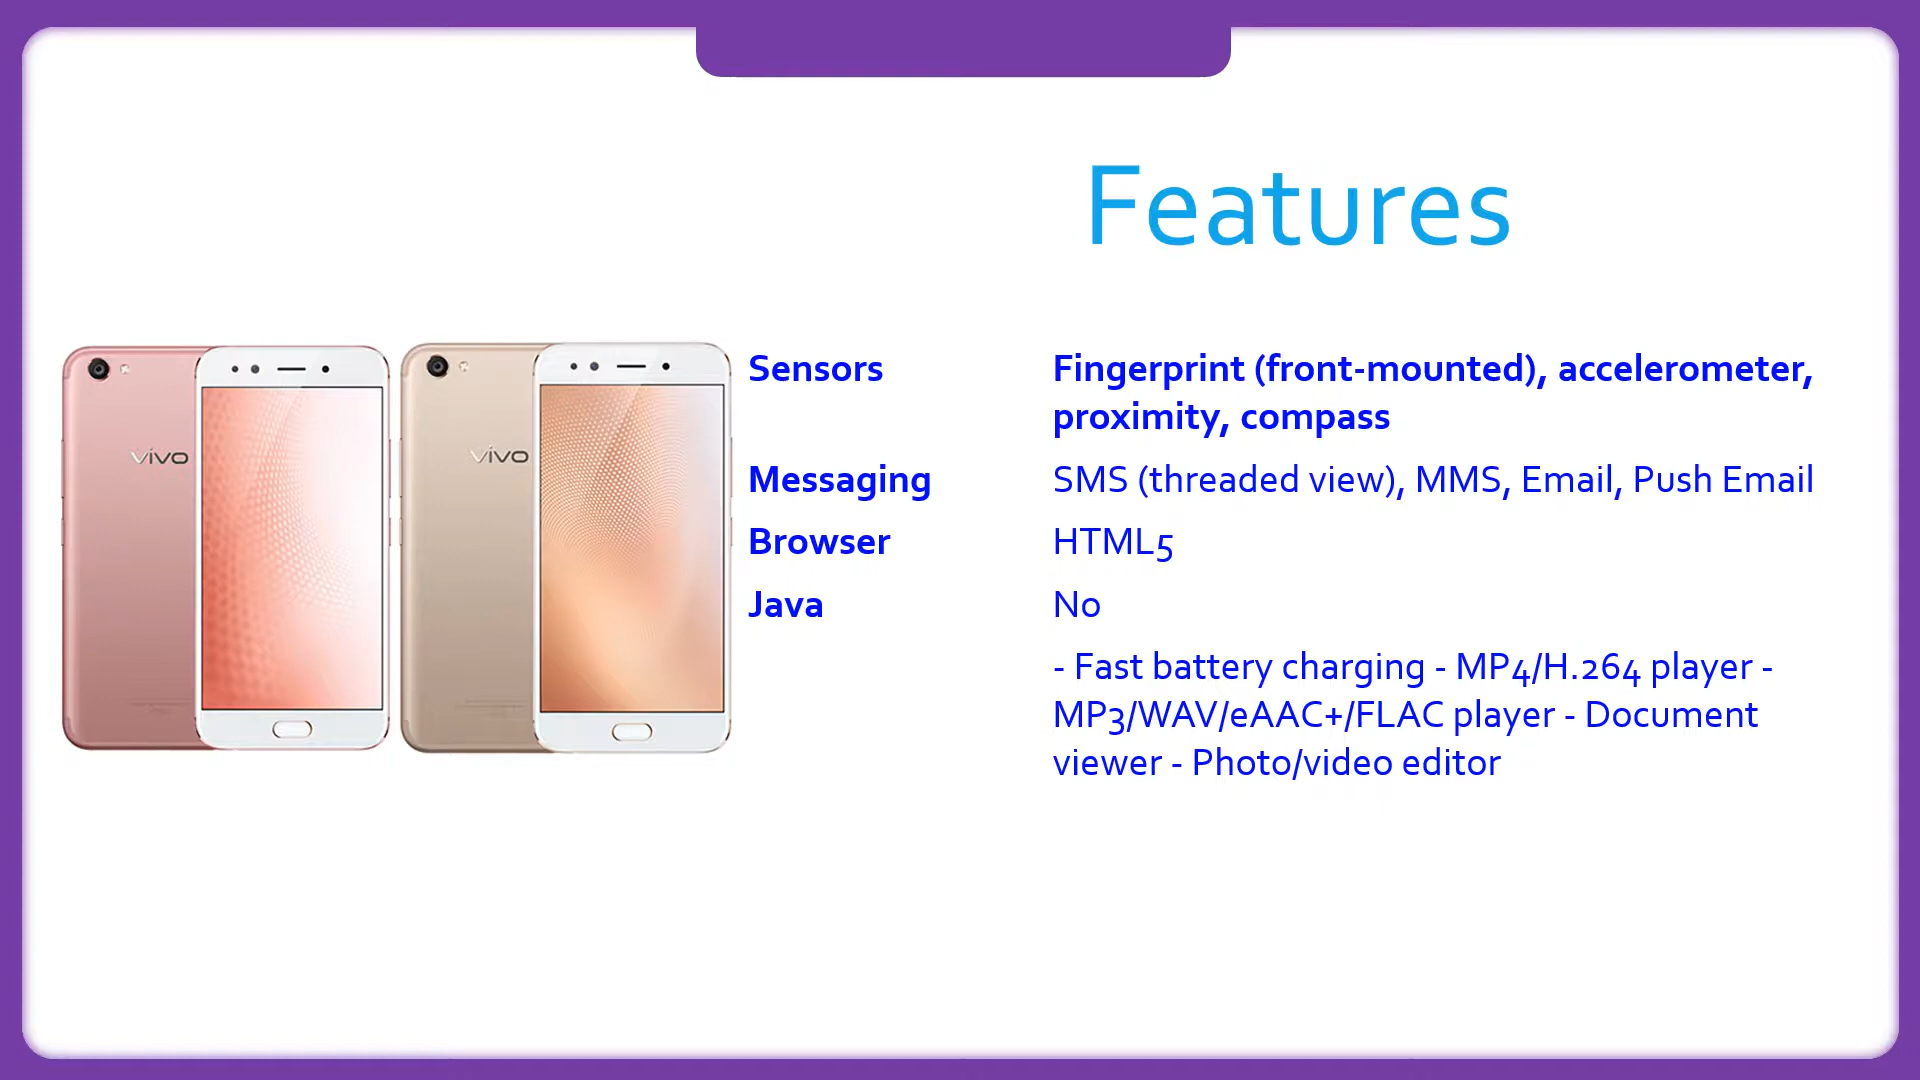 Features
vivo
vivo
Sensors Fingerprint (front-mounted), accelerometer,
proximity, compass
Messaging SMS (threaded view), MMS, Email, Push Email
Browser HTML5
Java No
- Fast battery charging - MP4/H.264 player -
MP3/WAV/eAAC+/FLAC player - Document
viewer - Photo/video editor